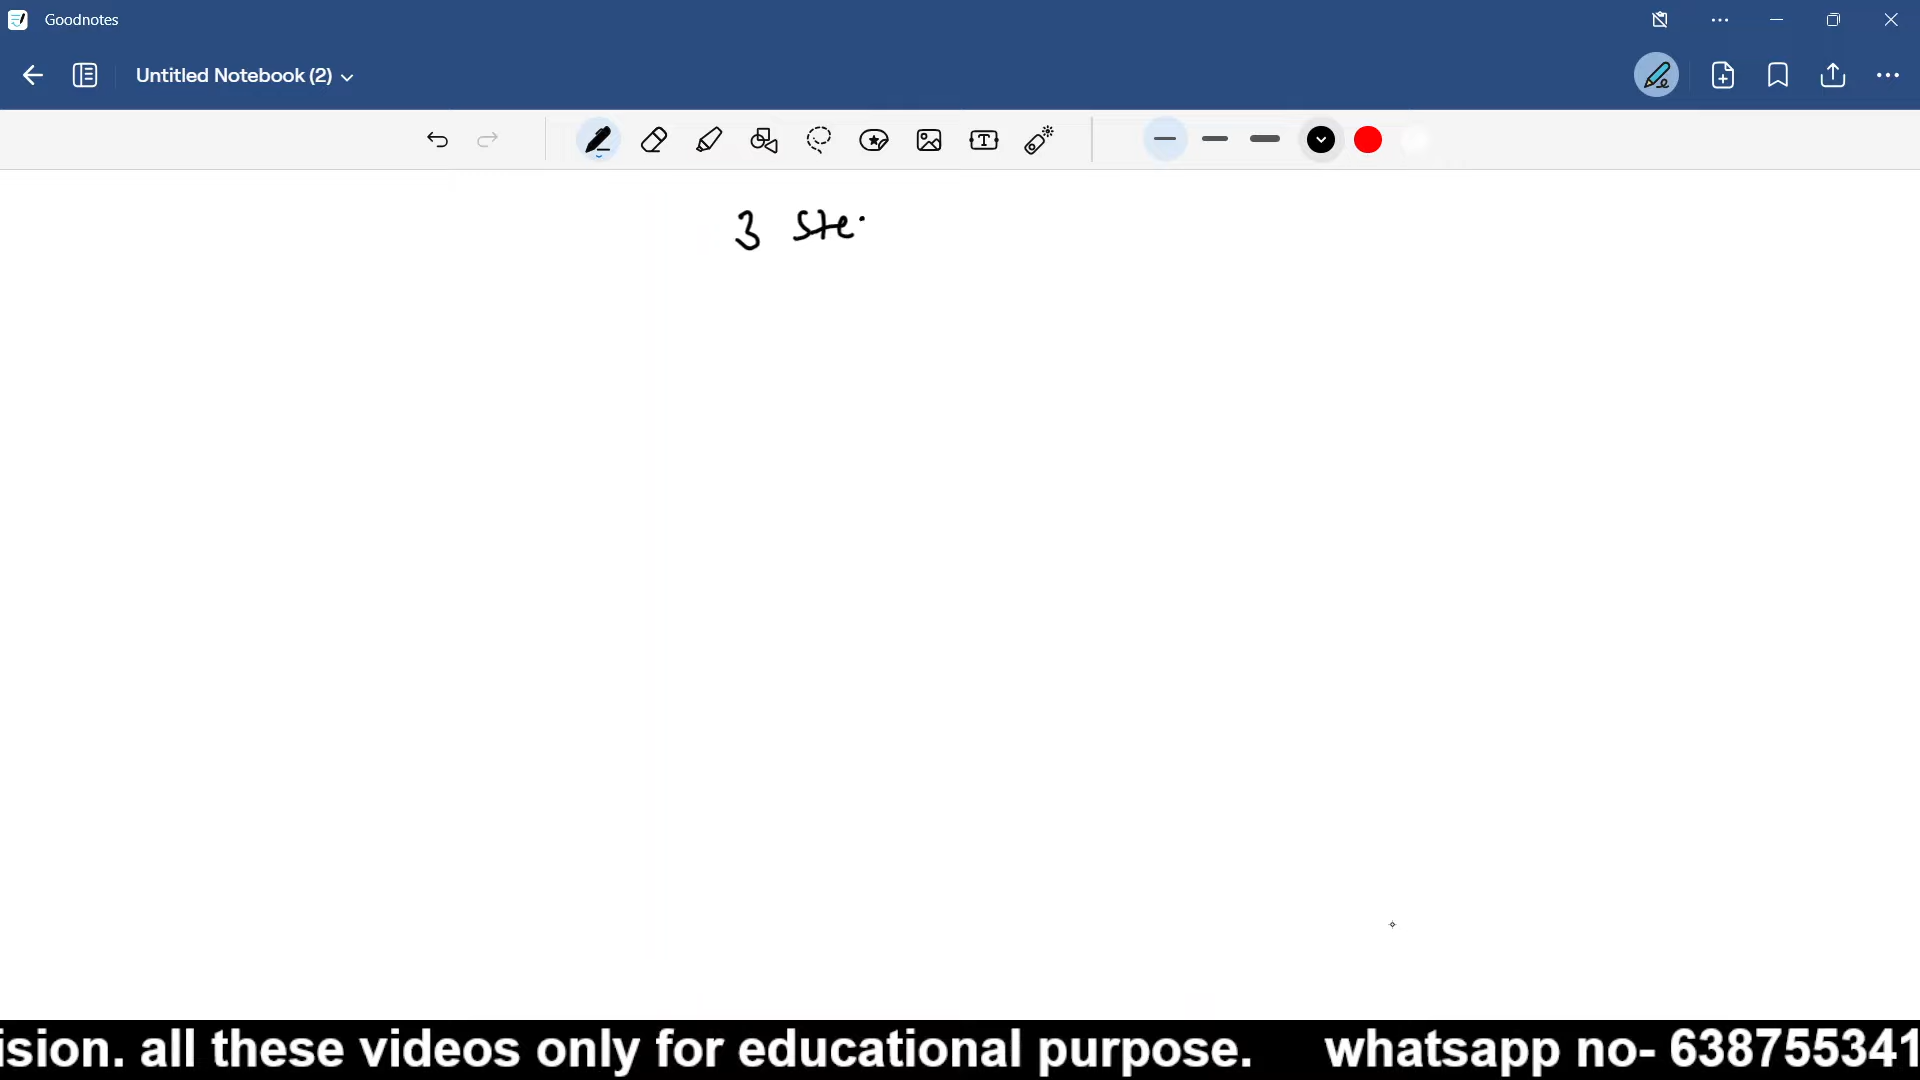 Goodnotes
Untitled Notebook (2)
3 Ste
ision. all these videos only for educational purpose. whatsapp no- 638755341